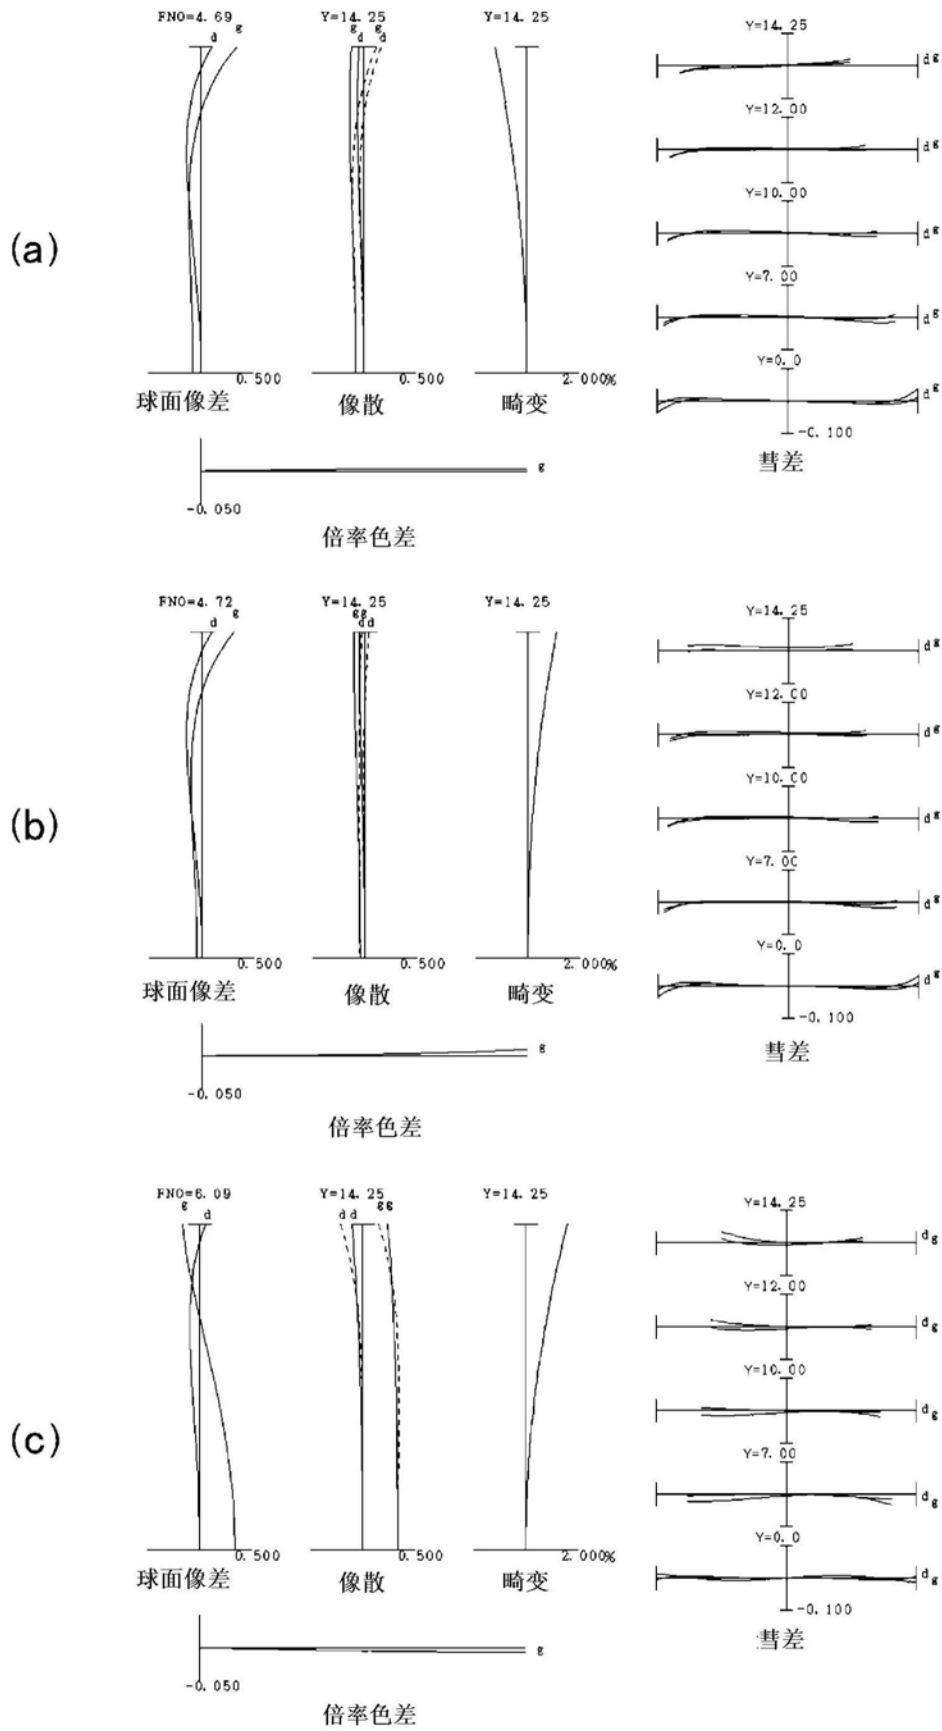 (a)
FNO=4.69
d g
0.500
球面像差
Y=14.25
g g
d d
0.500
像散
畸变
2.000%
Y=14.25
d g
Y=12.00
d g
Y=10.00
d g
Y=7.00
d g
Y=0.0
d g
-0.100
彗差
g
-0.050
倍率色差
(b)
FNO=4.72
d g
0.500
球面像差
Y=14.25
gg
d d
0.500
像散
Y=14.25
2.000%
畸变
Y=14.25
d g
Y=12.00
d g
Y=10.00
d g
Y=7.00
d g
Y=0.0
d g
-0.100
彗差
g
-0.050
倍率色差
(c)
FNO=6.09
g d
0.500
球面像差
Y=14.25
d d g g
0.500
像散
Y=14.25
2.000%
畸变
Y=14.25
d g
Y=12.00
d g
Y=10.00
d g
Y=7.00
d g
Y=0.0
d g
-0.100
彗差
g
-0.050
倍率色差